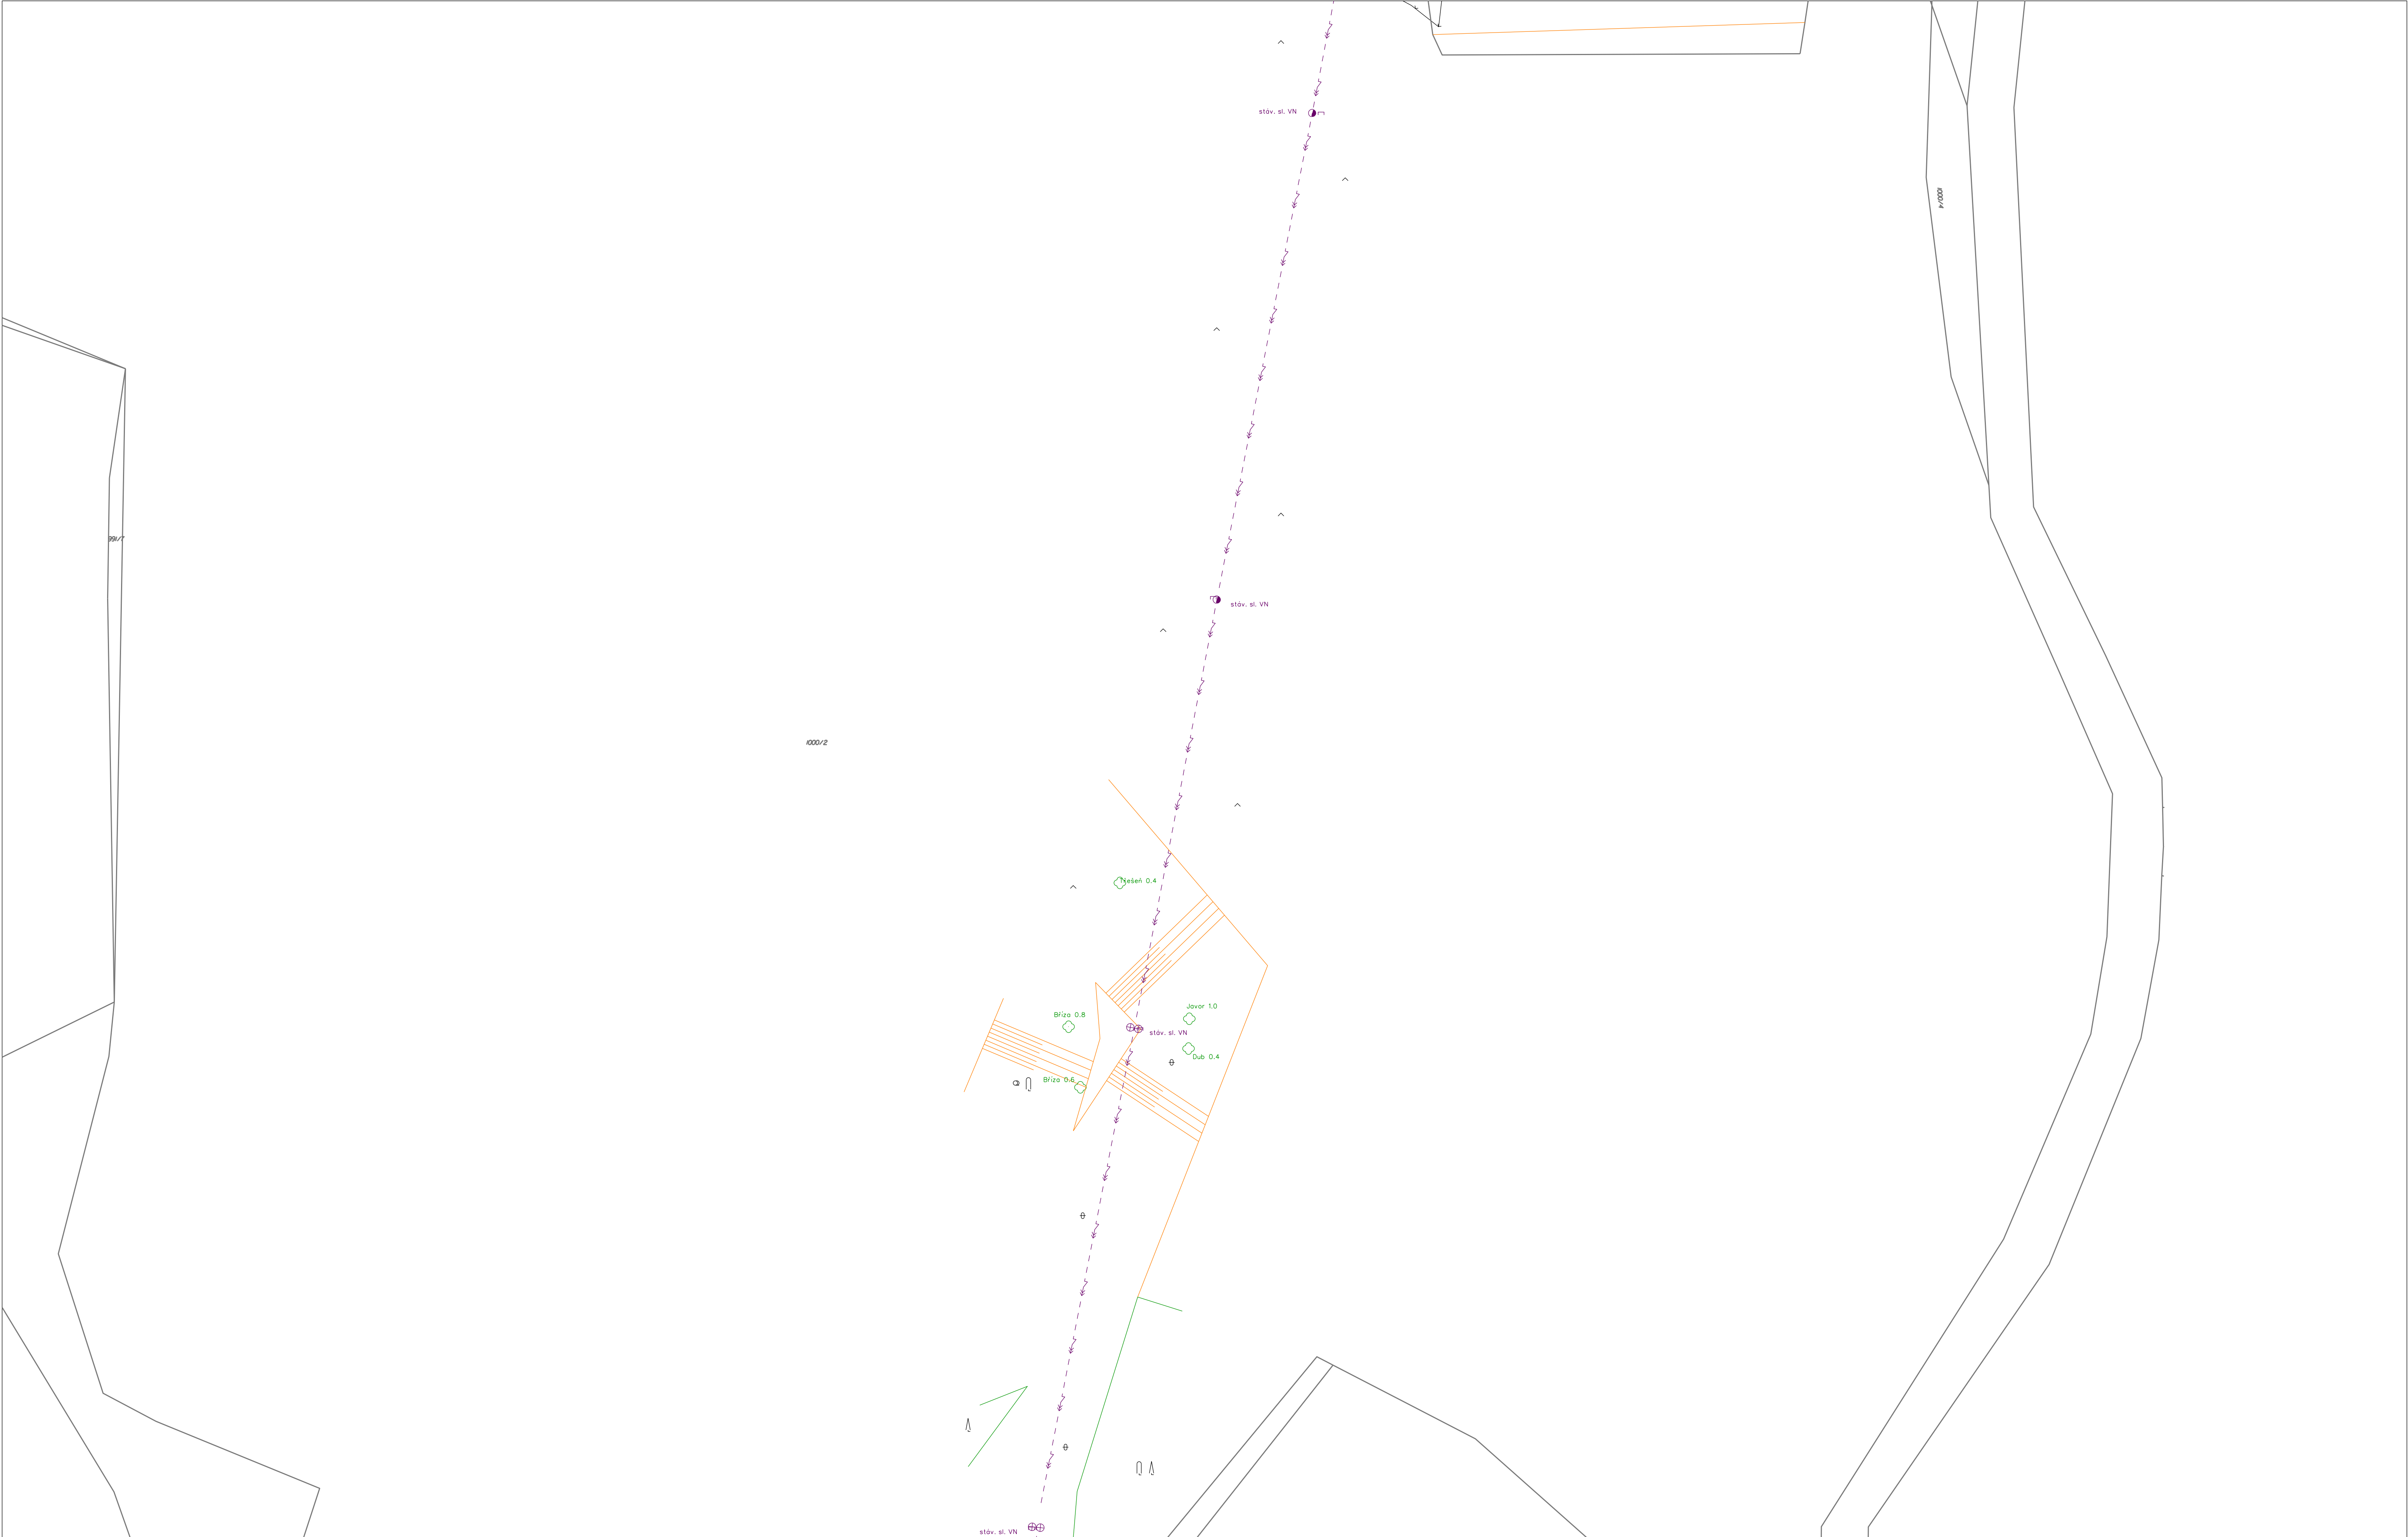 stáv. sl. VN
1000/4
991/7
stáv. sl. VN
1000/2
Třešeň 0.4
Javor 1.0
Bříza 0.8
stáv. sl. VN
Dub 0.4
Bříza 0.6
stáv. sl. VN